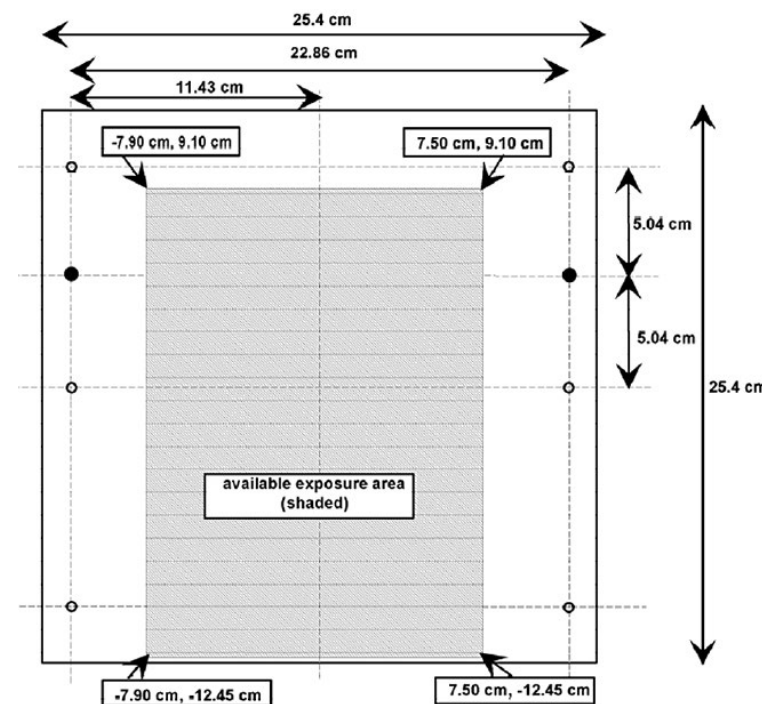 25.4 cm
22.86 cm
11.43 cm
-7.90 cm, 9.10 cm
7.50 cm, 9.10 cm
5.04 cm
5.04 cm
25.4 cm
available exposure area
(shaded)
-7.90 cm, -12.45 cm
7.50 cm, -12.45 cm